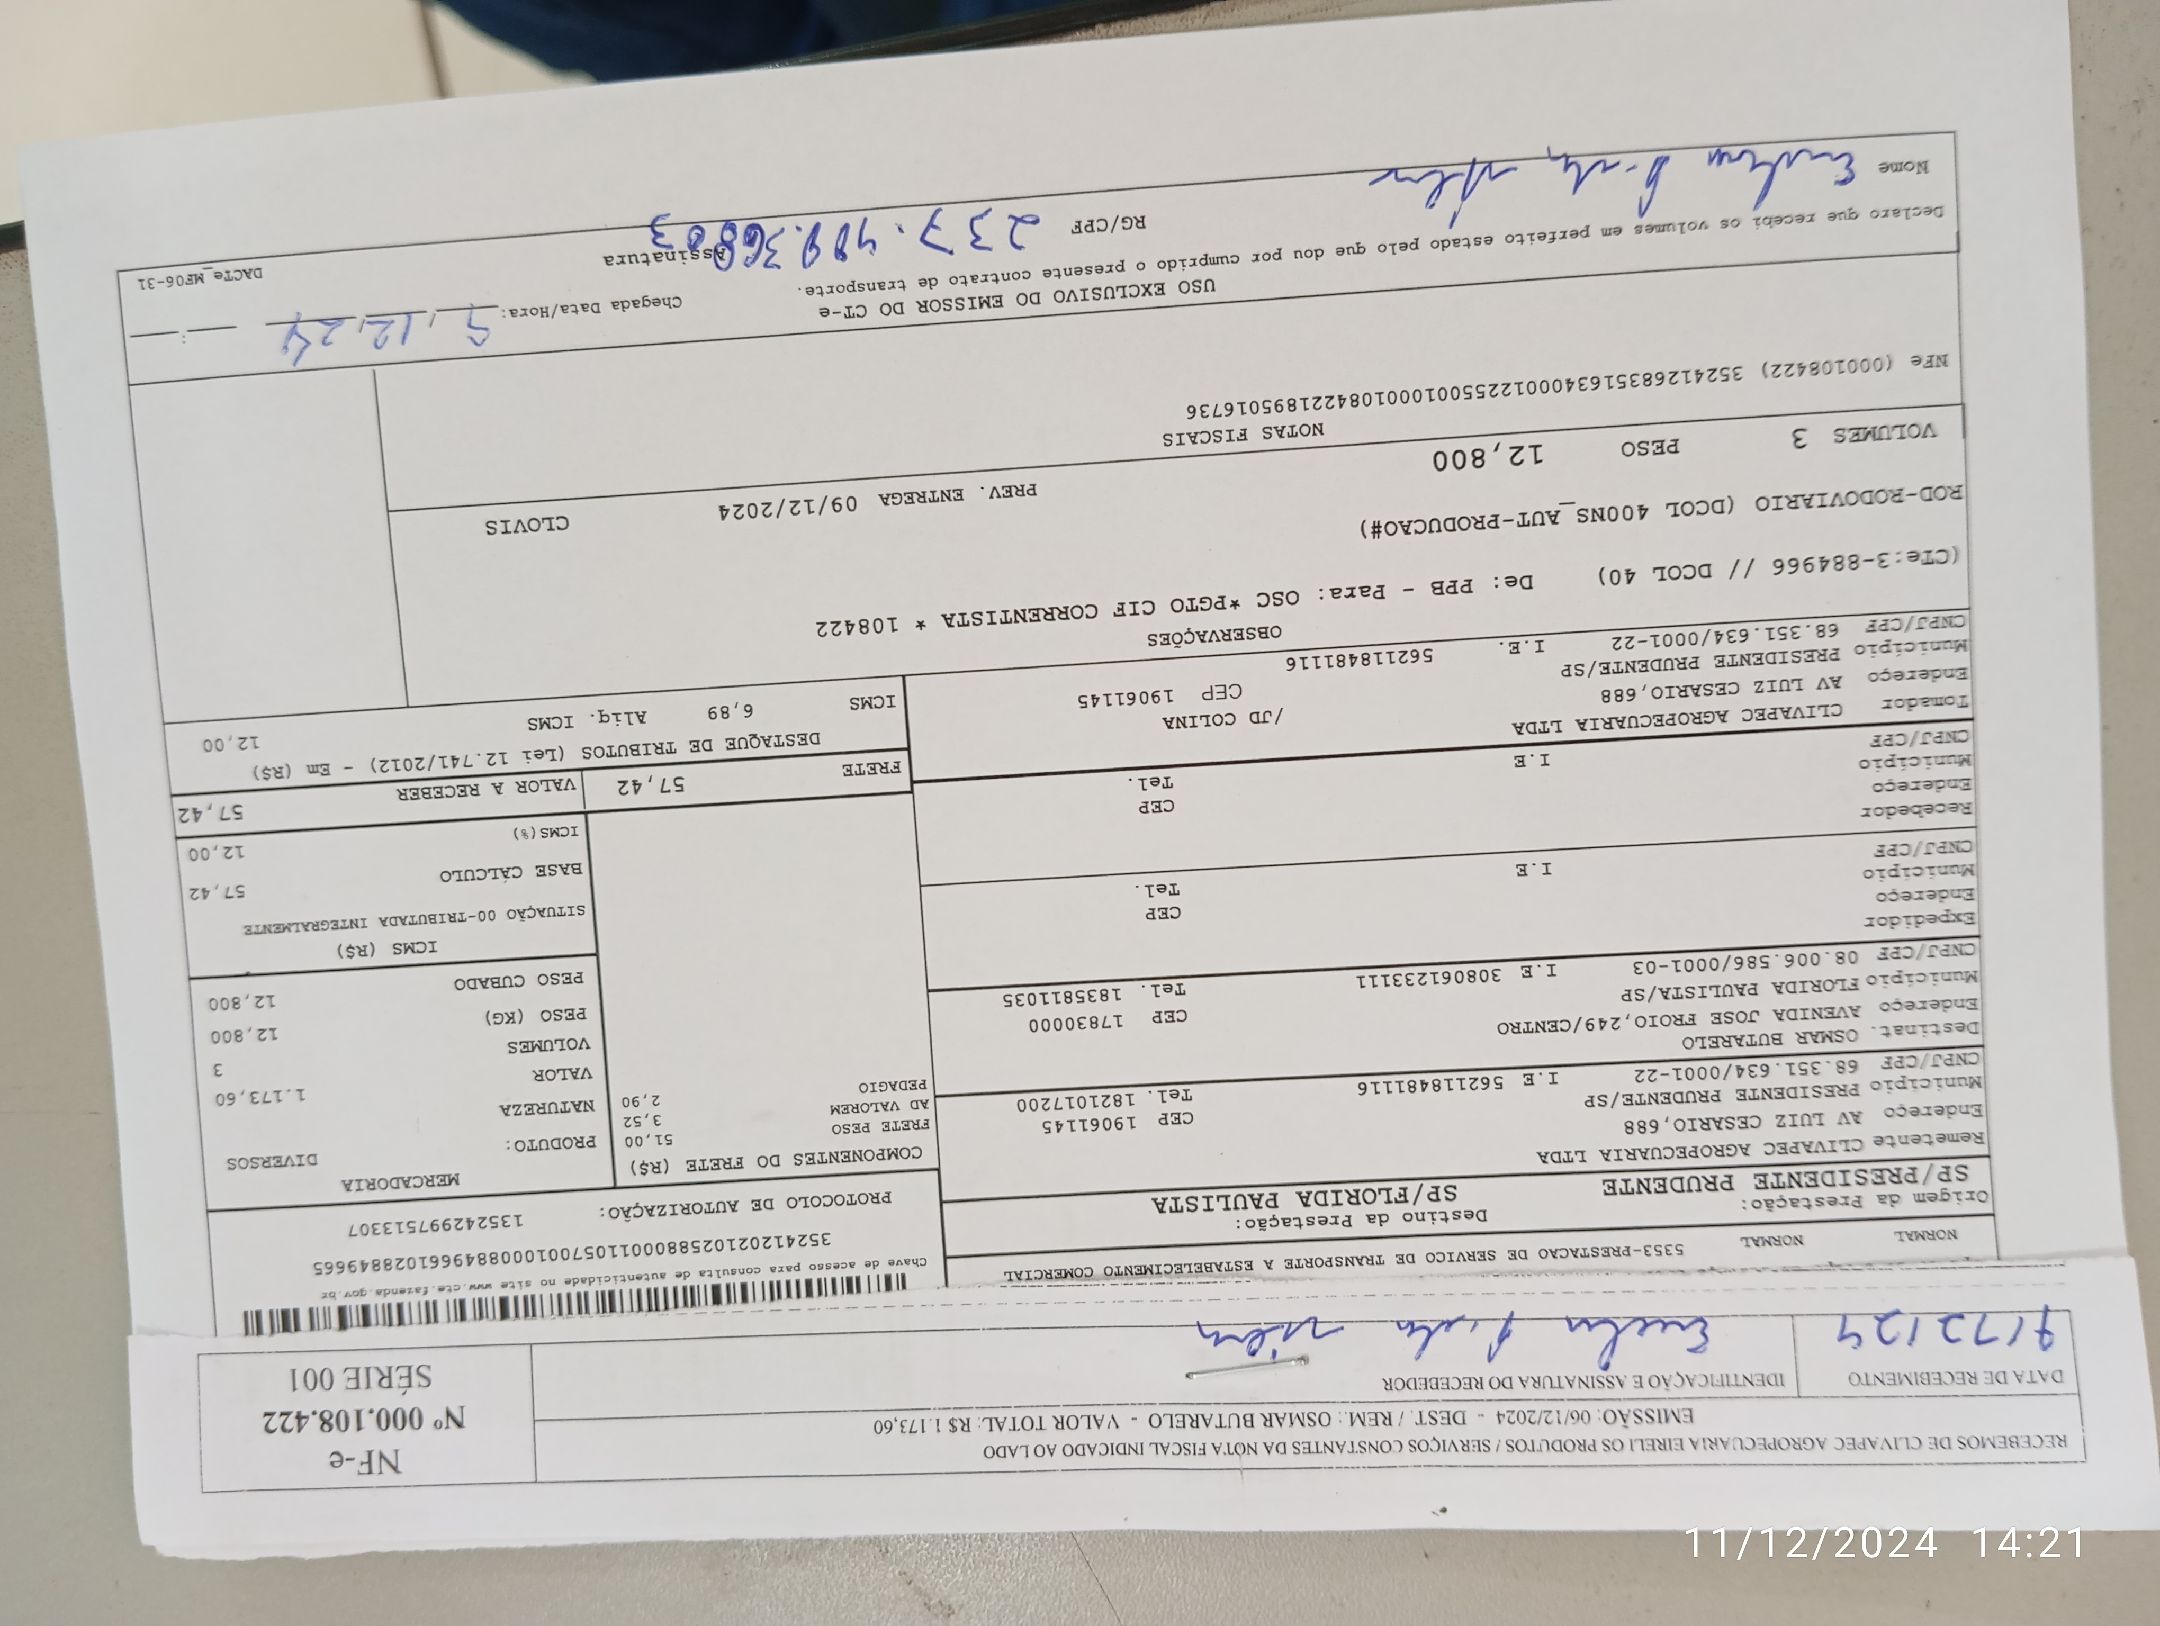 RECEBEMOS DE CLIVAPEC AGROPECUARIA EIRELI OS PRODUTOS / SERVIÇOS CONSTANTES DA NOTA FISCAL INDICADO AO LADO
EMISSÃO: 06/12/2024 - DEST. / REM.: OSMAR BUTARELO - VALOR TOTAL: R$ 1.173,60
DATA DE RECEBIMENTO
IDENTIFICAÇÃO E ASSINATURA DO RECEBEDOR
NF-e
Nº 000.108.422
SÉRIE 001
NORMAL NORMAL 5353-PRESTACAO DE SERVICO DE TRANSPORTE A ESTABELECIMENTO COMERCIAL
Origem da Prestação: Destino da Prestação:
SP/PRESIDENTE PRUDENTE SP/FLORIDA PAULISTA
Chave de acesso para consulta de autenticidade no site www.cte.fazenda.gov.br
PROTOCOLO DE AUTORIZAÇÃO: 135242997513307
Remetente CLIVAPEC AGROPECUARIA LTDA
Endereço AV LUIZ CESARIO,688 CEP 19061145
Município PRESIDENTE PRUDENTE/SP Tel. 1821017200
CNPJ/CPF 68.351.634/0001-22 I.E 562118481116
Destinat. OSMAR BUTARELO
Endereço AVENIDA JOSE FROIO,249/CENTRO CEP 17830000
Município FLORIDA PAULISTA/SP Tel. 1835811035
CNPJ/CPF 08.006.586/0001-03 I.E 308061233111
Expedidor
Endereço CEP
Município Tel.
CNPJ/CPF I.E
Recebedor
Endereço CEP
Município Tel.
CNPJ/CPF I.E
Tomador CLIVAPEC AGROPECUARIA LTDA
Endereço AV LUIZ CESARIO,688 /JD COLINA
Município PRESIDENTE PRUDENTE/SP CEP 19061145
CNPJ/CPF 68.351.634/0001-22 I.E. 562118481116
COMPONENTES DO FRETE (R$)
FRETE PESO 51,00
AD VALOREM 3,52
PEDAGIO 2,90
MERCADORIA
PRODUTO: DIVERSOS
NATUREZA
VALOR 1.173,60
VOLUMES 3
PESO (KG) 12,800
PESO CUBADO 12,800
ICMS (R$)
SITUAÇÃO 00-TRIBUTADA INTEGRALMENTE
BASE CÁLCULO 57,42
ICMS(%) 12,00
FRETE 57,42 VALOR A RECEBER 57,42
DESTAQUE DE TRIBUTOS (Lei 12.741/2012) - Em (R$)
ICMS 6,89 Aliq. ICMS 12,00
OBSERVAÇÕES
(CTe:3-884966 // DCOL 40) De: PPB - Para: OSC *PGTO CIF CORRENTISTA * 108422
ROD-RODOVIARIO (DCOL 400NS_AUT-PRODUCAO#)
VOLUMES 3 PESO 12,800 PREV. ENTREGA 09/12/2024 CLOVIS
NOTAS FISCAIS
NFe (000108422) 35241268351634000122550010001084221895016736
USO EXCLUSIVO DO EMISSOR DO CT-e
Declaro que recebi os volumes em perfeito estado pelo que dou por cumprido o presente contrato de transporte.
Chegada Data/Hora: 9.12.24
Nome
RG/CPF
Assinatura
DACTe_MF06-31
11/12/2024 14:21